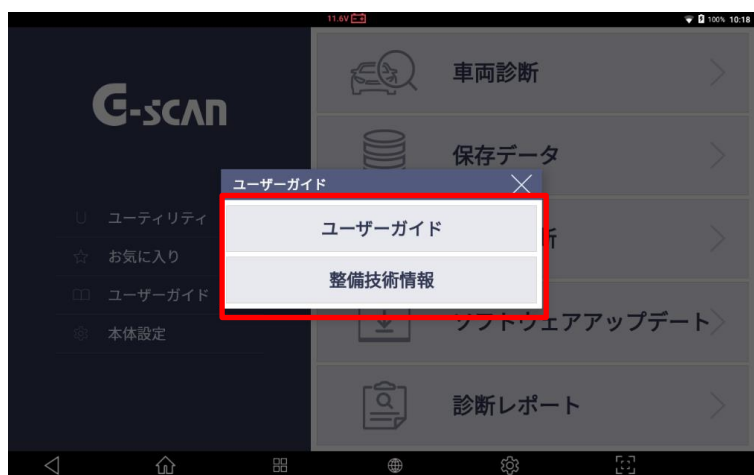 11.6V
100% 10:18
G-scan
ユーティリティ
お気に入り
ユーザーガイド
本体設定
車両診断
保存データ
ユーザーガイド
ユーザーガイド
整備技術情報
ソフトウェアアップデート
診断レポート